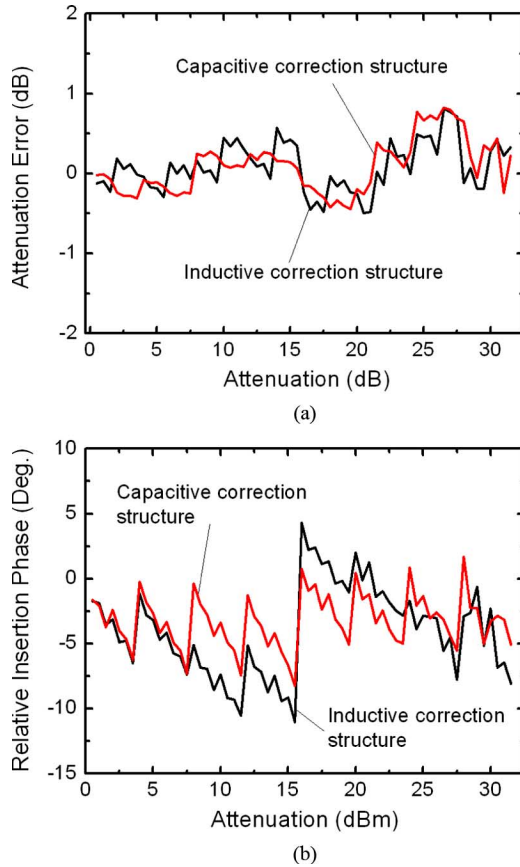 2
1
0
-1
-2
Attenuation Error (dB)
Capacitive correction structure
Inductive correction structure
0 5 10 15 20 25 30
Attenuation (dB)
(a)
10
5
0
-5
-10
-15
Relative Insertion Phase (Deg.)
Capacitive correction
structure
Inductive correction
structure
0 5 10 15 20 25 30
Attenuation (dBm)
(b)